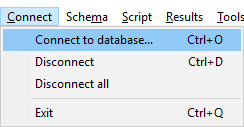 Connect Schema Script Results Tools
Connect to database... Ctrl+O
Disconnect Ctrl+D
Disconnect all
Exit Ctrl+Q